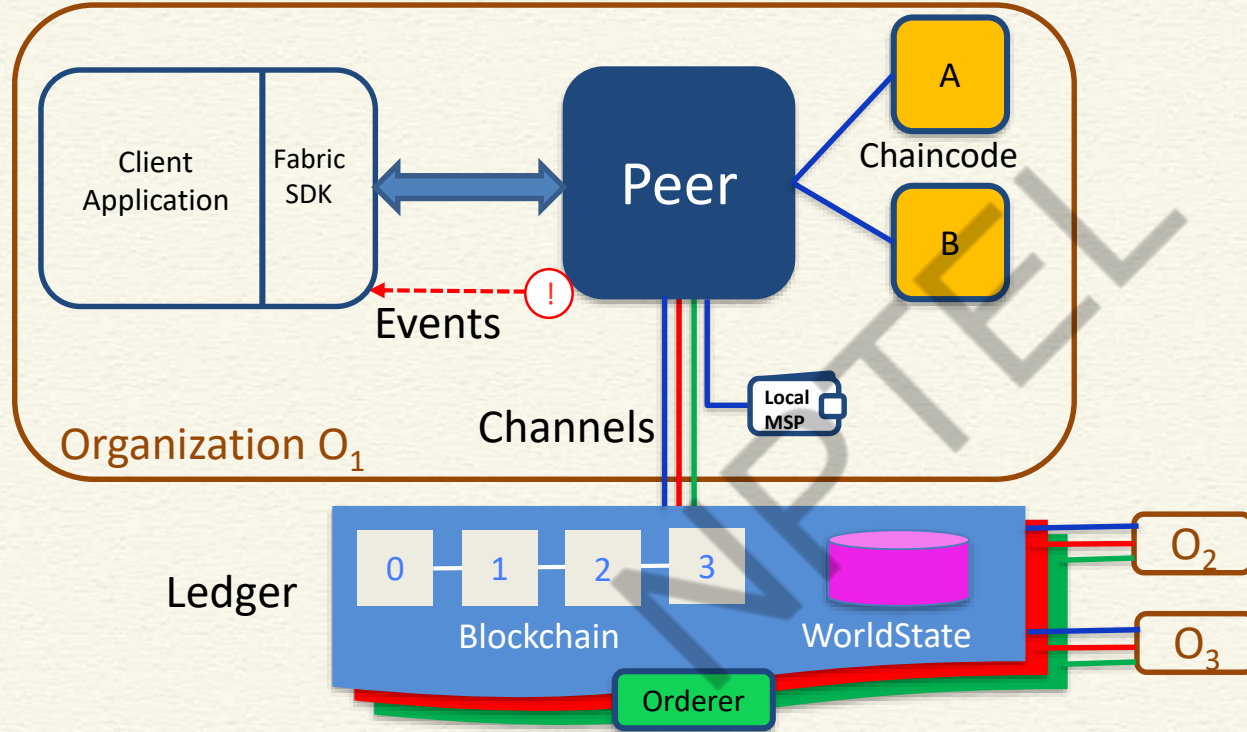 Client
Application
Fabric
SDK
Peer
A
Chaincode
B
!
Events
Local
MSP
Channels
Organization O₁
Ledger
0
1
2
3
Blockchain
WorldState
O₂
O₃
Orderer
NPTEL